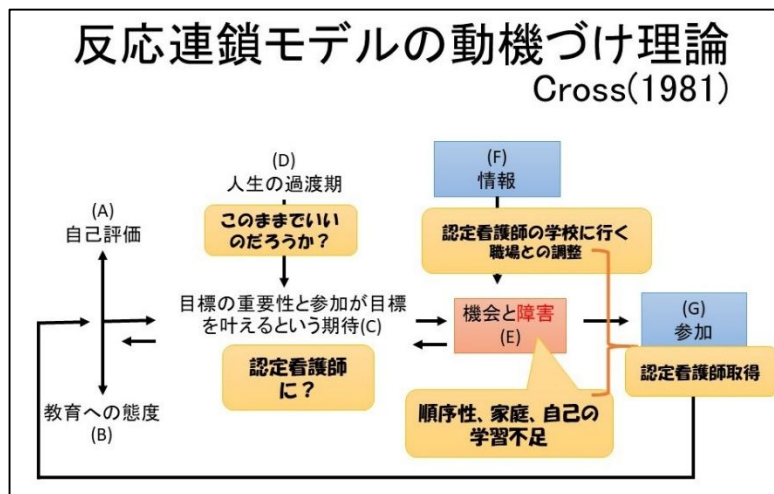 反応連鎖モデルの動機づけ理論
Cross(1981)
(A)
自己評価
教育への態度
(B)
(D)
人生の過渡期
このままでいい
のだろうか？
目標の重要性と参加が目標
を叶えるという期待(C)
認定看護師
に？
(F)
情報
認定看護師の学校に行く
職場との調整
機会と障害
(E)
順序性、家庭、自己の
学習不足
(G)
参加
認定看護師取得